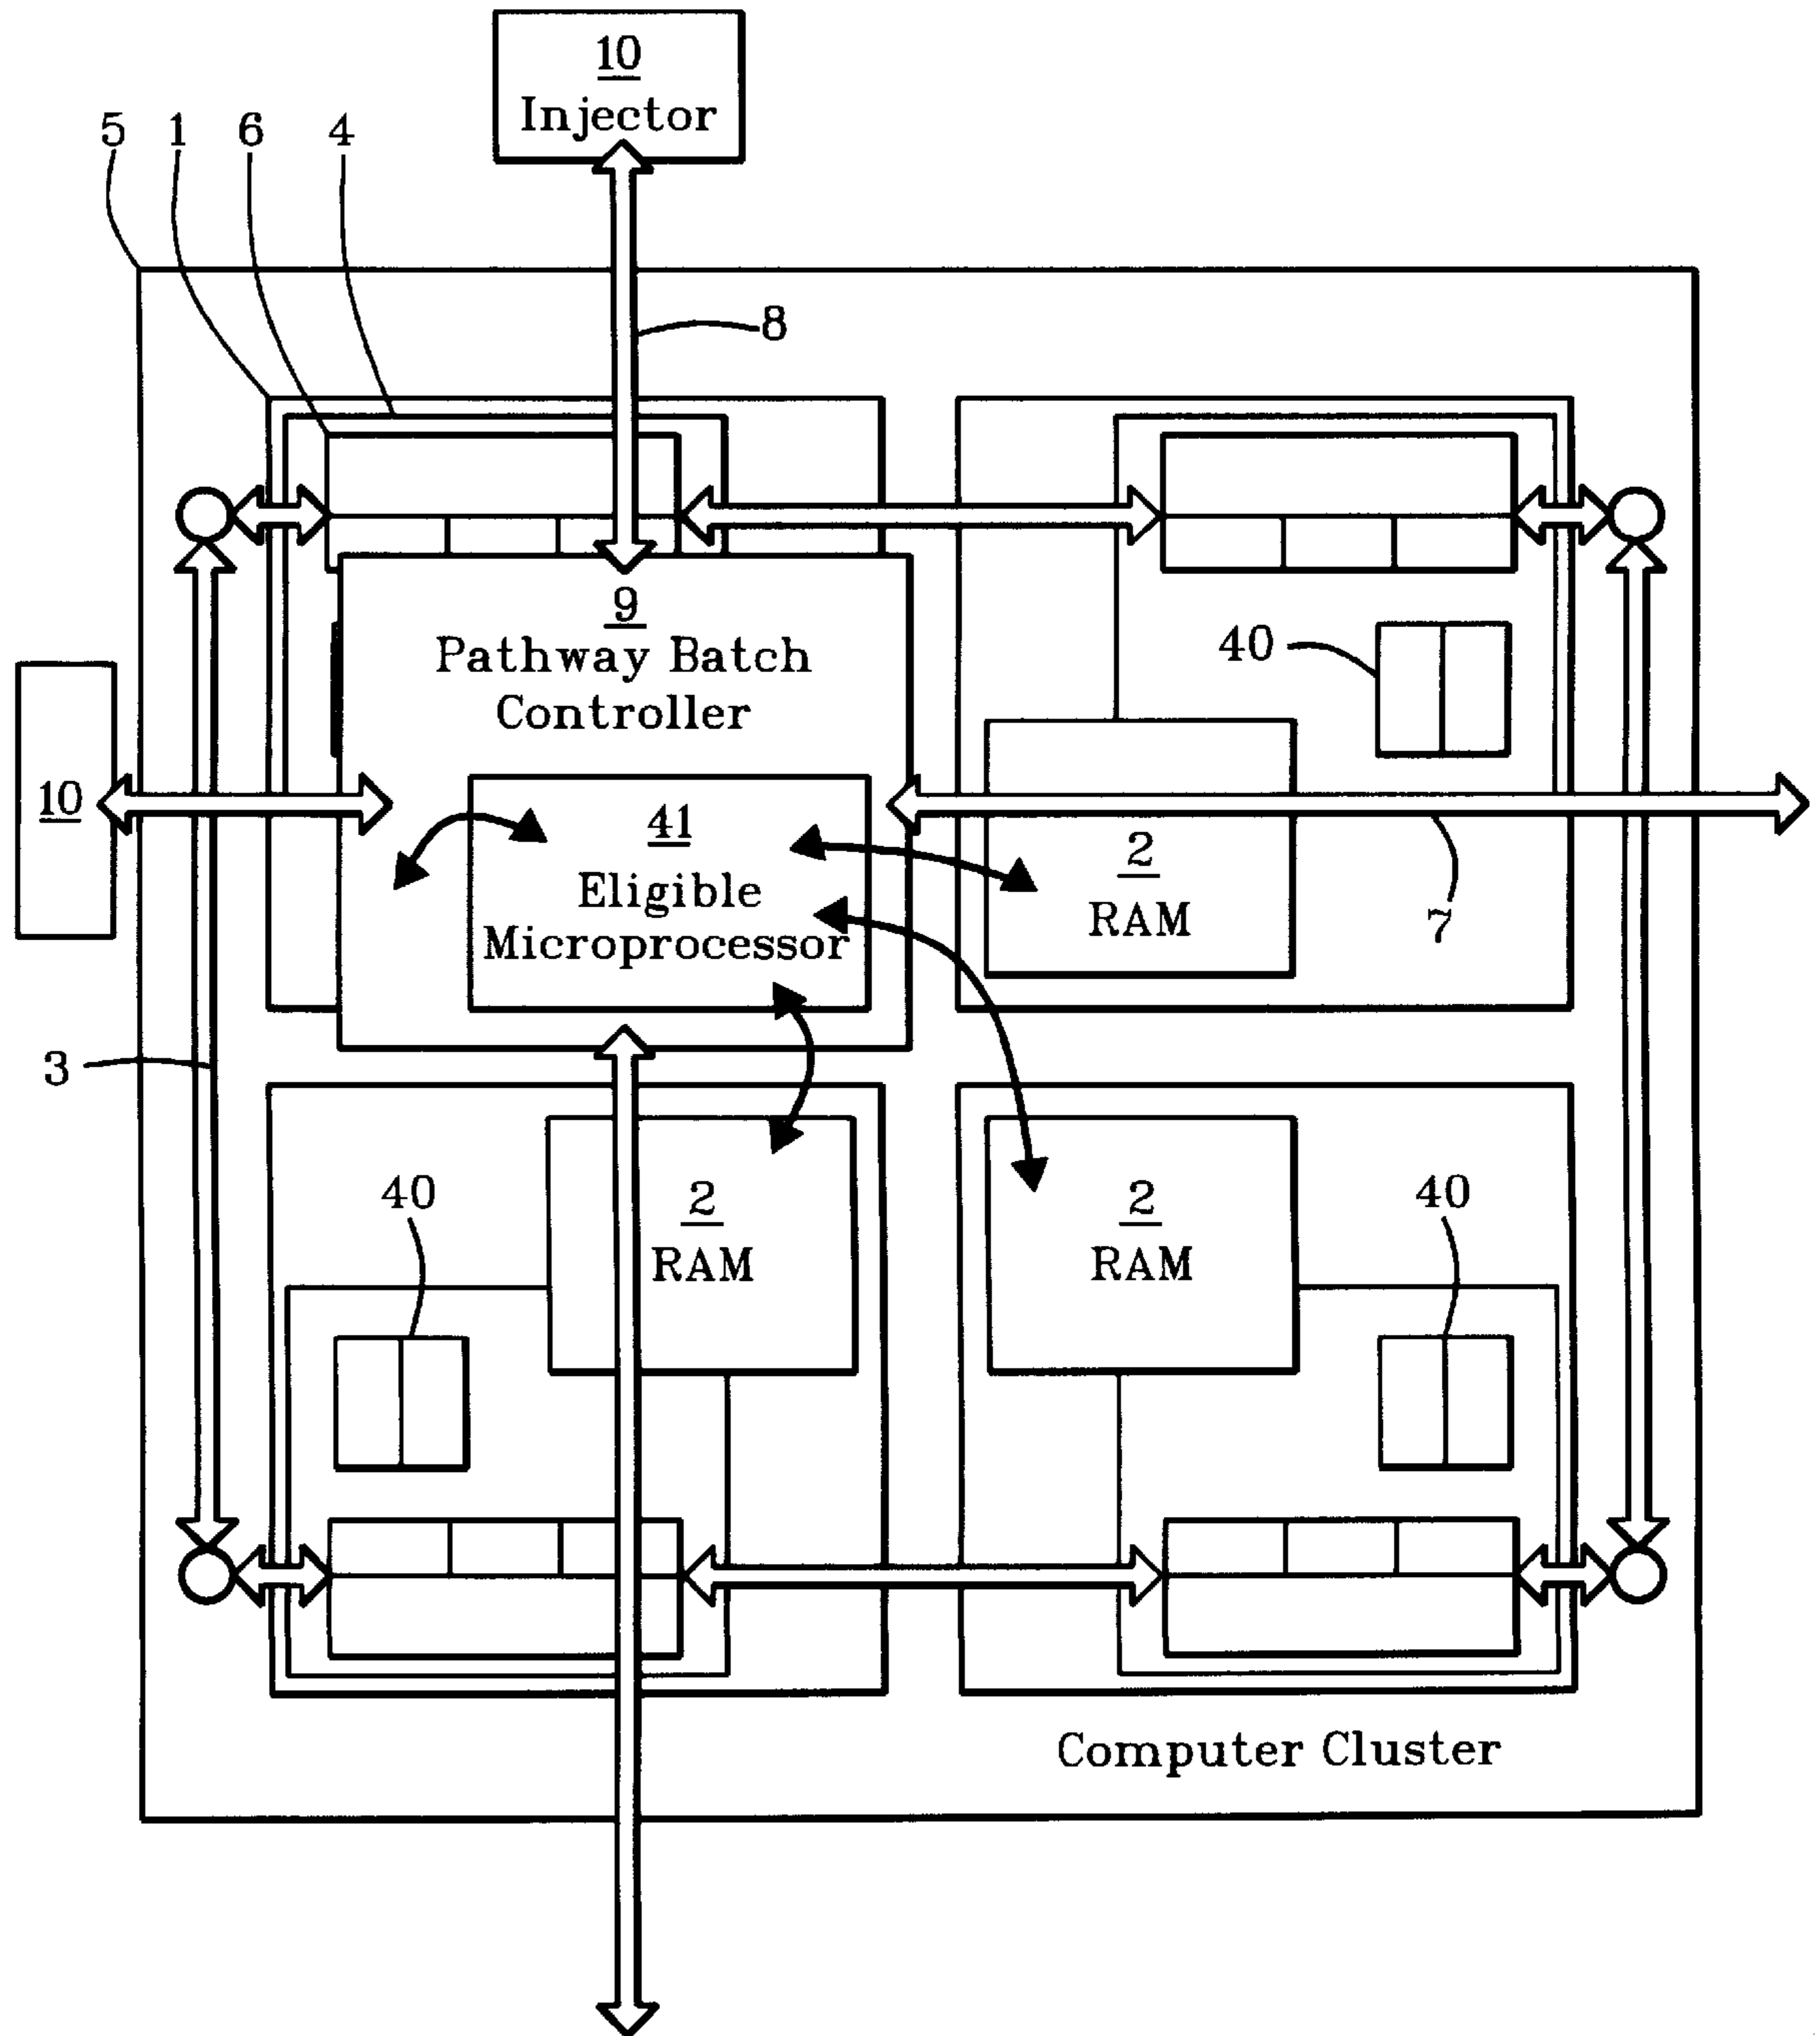 10
Injector
5 1 6 4
8
9
Pathway Batch
Controller
40
10
41
Eligible
Microprocessor
2
RAM
7
3
40
2
RAM
2
RAM
40
Computer Cluster